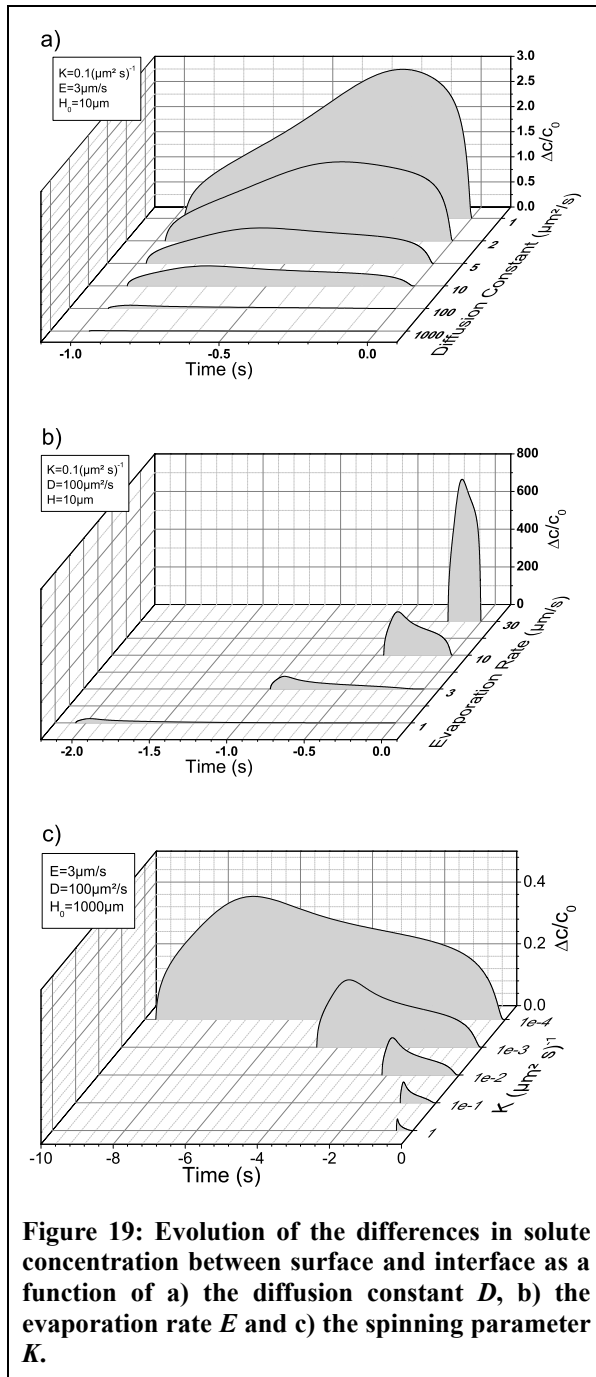 a)
K=0.1(µm² s)⁻¹
E=3µm/s
H₀=10µm
3.0
2.5
2.0
1.5
1.0
0.5
0.0
Δc/c₀
1
2
5
10
100
1000
Diffusion Constant (µm²/s)
-1.0 -0.5 0.0
Time (s)
b)
K=0.1(µm² s)⁻¹
D=100µm²/s
H=10µm
800
600
400
200
0
Δc/c₀
30
10
3
1
Evaporation Rate (µm/s)
-2.0 -1.5 -1.0 -0.5 0.0
Time (s)
c)
E=3µm/s
D=100µm²/s
H₀=1000µm
0.4
0.2
0.0
Δc/c₀
1e-4
1e-3
1e-2
1e-1
1
K (µm² s)⁻¹
-10 -8 -6 -4 -2 0
Time (s)
Figure 19: Evolution of the differences in solute
concentration between surface and interface as a
function of a) the diffusion constant D, b) the
evaporation rate E and c) the spinning parameter
K.